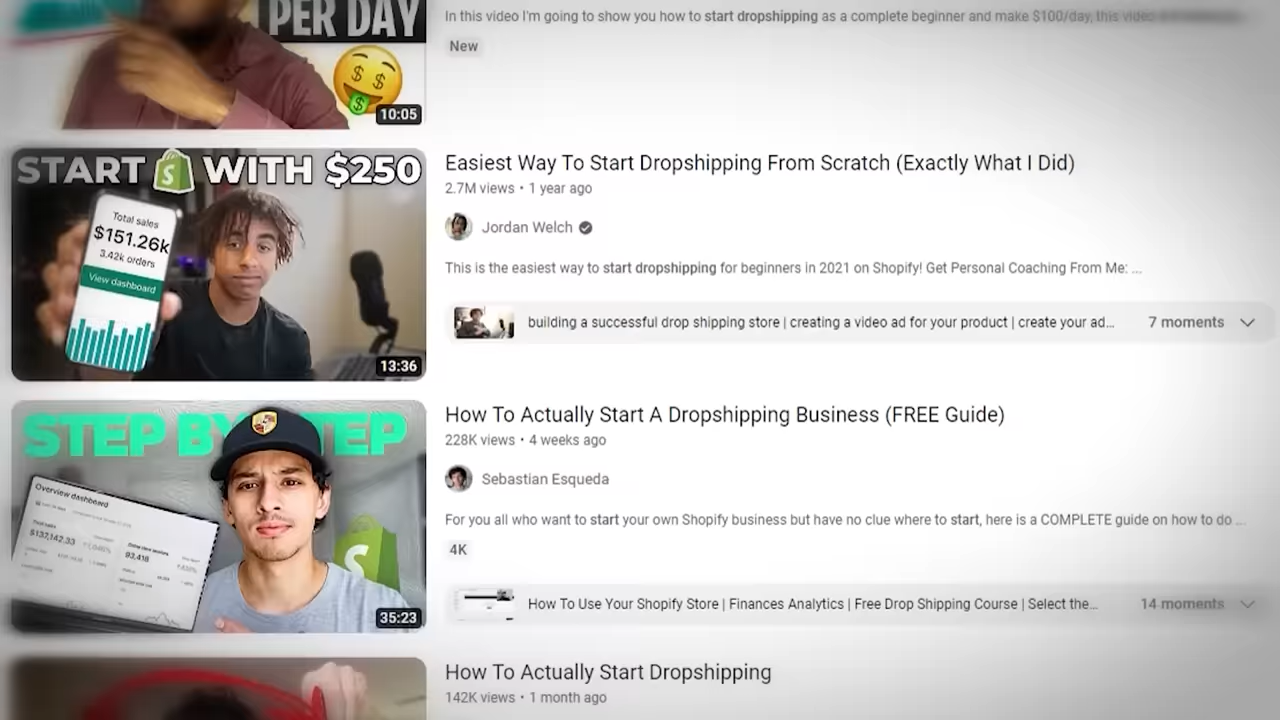 PER DAY
10:05
In this video I'm going to show you how to start dropshipping as a complete beginner and make $100/day, this video
New
START WITH $250
Total sales
$151.26k
3.42k orders
View dashboard
13:36
Easiest Way To Start Dropshipping From Scratch (Exactly What I Did)
2.7M views • 1 year ago
Jordan Welch
This is the easiest way to start dropshipping for beginners in 2021 on Shopify! Get Personal Coaching From Me: ...
building a successful drop shipping store | creating a video ad for your product | create your ad...
7 moments
STEP BY STEP
Overview dashboard
Total sales
$137,142.33
93,418
35:23
How To Actually Start A Dropshipping Business (FREE Guide)
228K views • 4 weeks ago
Sebastian Esqueda
For you all who want to start your own Shopify business but have no clue where to start, here is a COMPLETE guide on how to do ...
4K
How To Use Your Shopify Store | Finances Analytics | Free Drop Shipping Course | Select the...
14 moments
How To Actually Start Dropshipping
142K views • 1 month ago